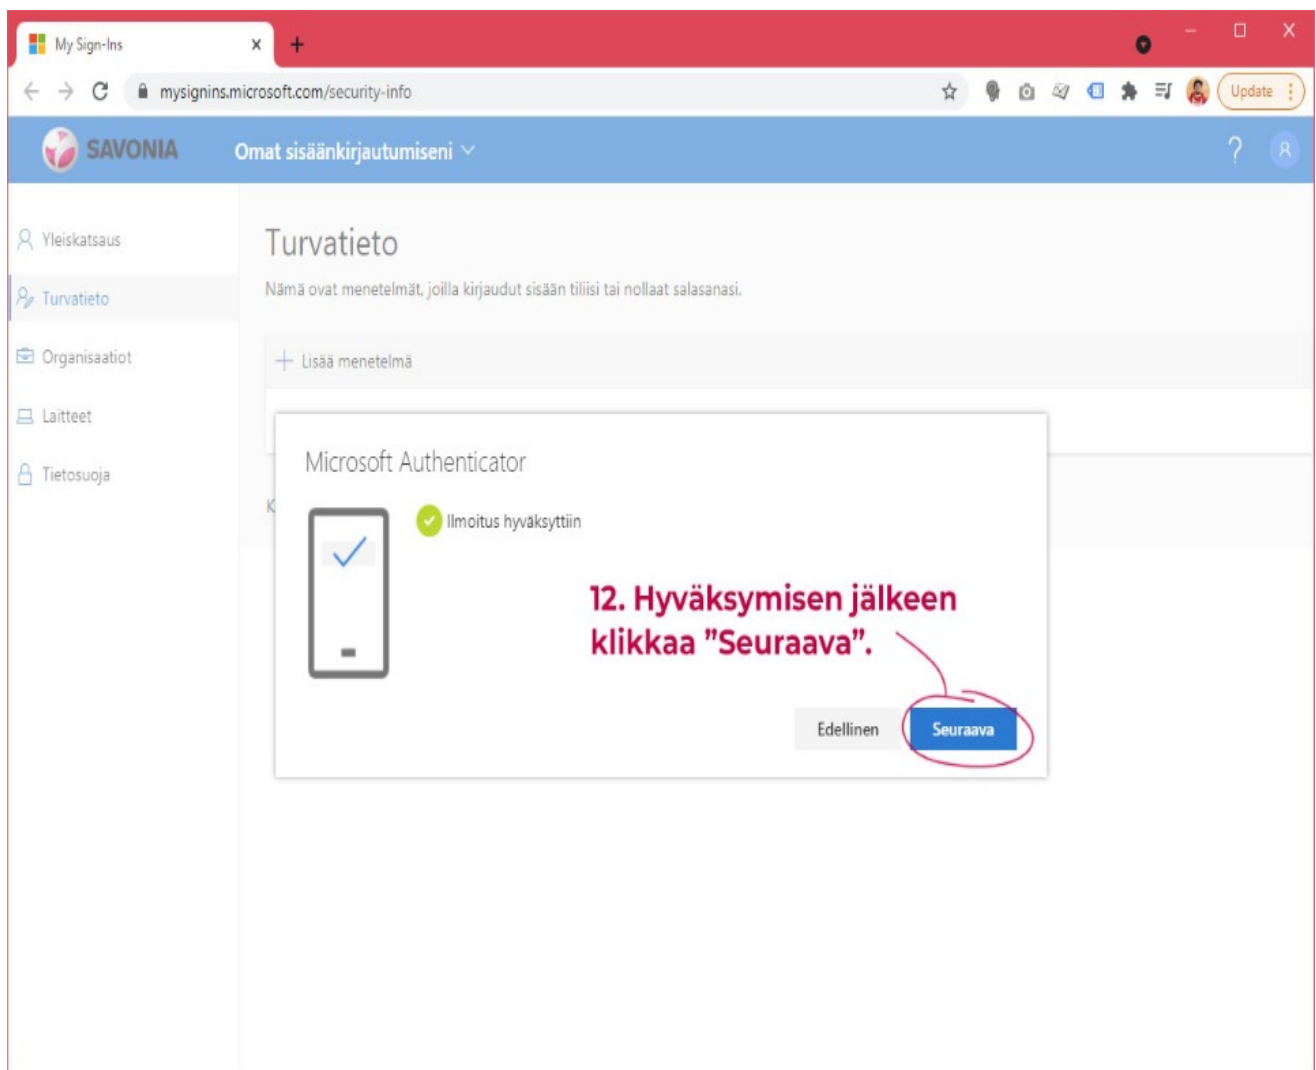 My Sign-Ins
mysignins.microsoft.com/security-info
Update
SAVONIA
Omat sisäänkirjautumiseni
?
Yleiskatsaus
Turvatieto
Organisaatiot
Laitteet
Tietosuoja
Turvatieto
Nämä ovat menetelmät, joilla kirjaudut sisään tiliisi tai nollaat salasanasi.
+ Lisää menetelmä
K
Microsoft Authenticator
Ilmoitus hyväksyttiin
12. Hyväksymisen jälkeen
klikkaa ”Seuraava”.
Edellinen
Seuraava